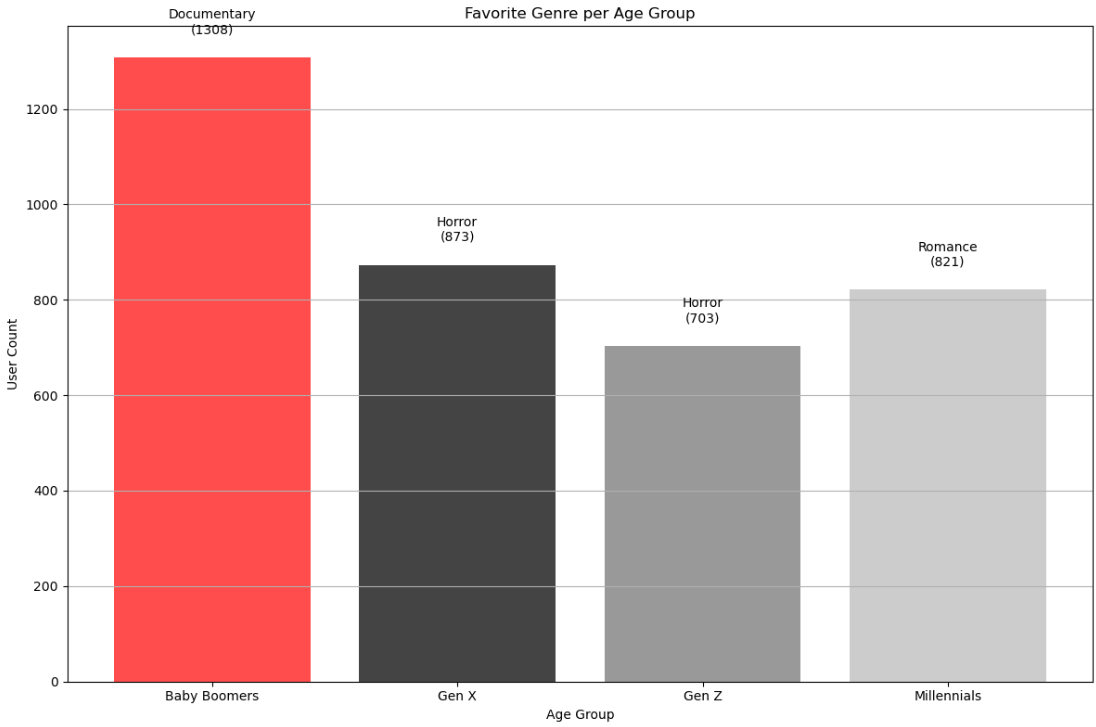 Favorite Genre per Age Group
Documentary
(1308)
Horror
(873)
Horror
(703)
Romance
(821)
User Count
1200
1000
800
600
400
200
0
Baby Boomers
Gen X
Gen Z
Millennials
Age Group